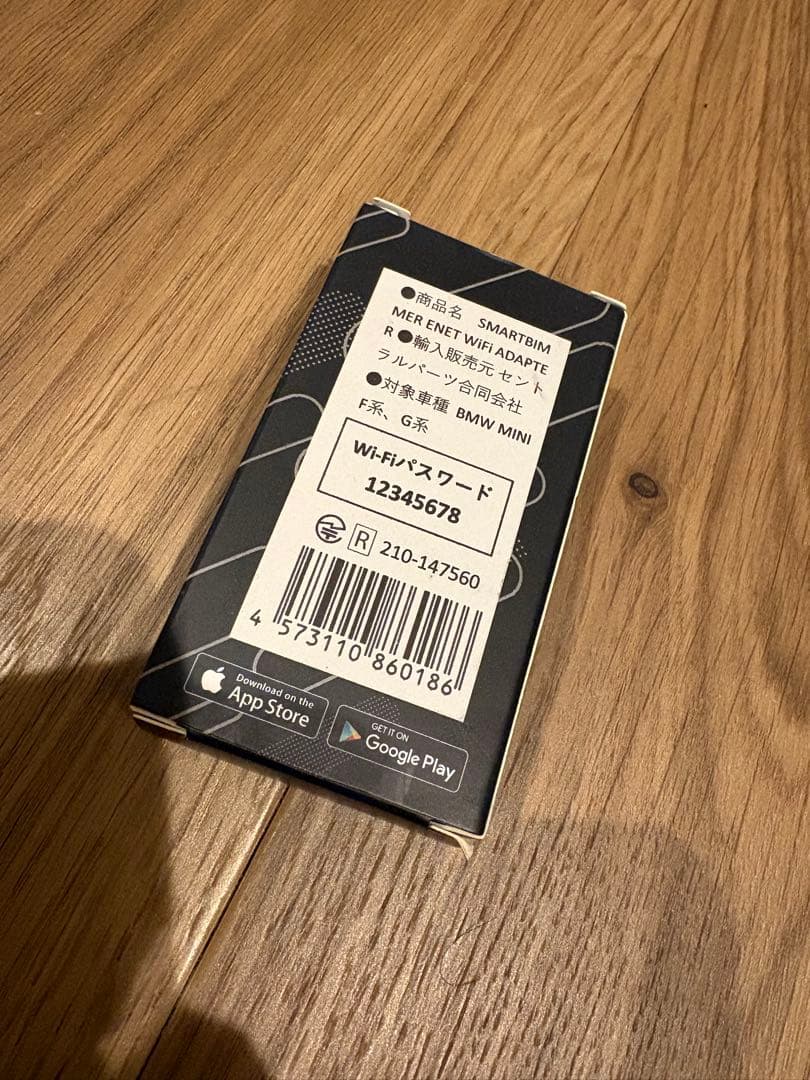 ●商品名 SMARTBIM
MER ENET WiFi ADAPTE
R ●輸入販売元 セント
ラルパーツ合同会社
●対象車種 BMW MINI
F系、G系
Wi-Fiパスワード
12345678
R 210-147560
4 573110 860186
Download on the
App Store
GET IT ON
Google Play